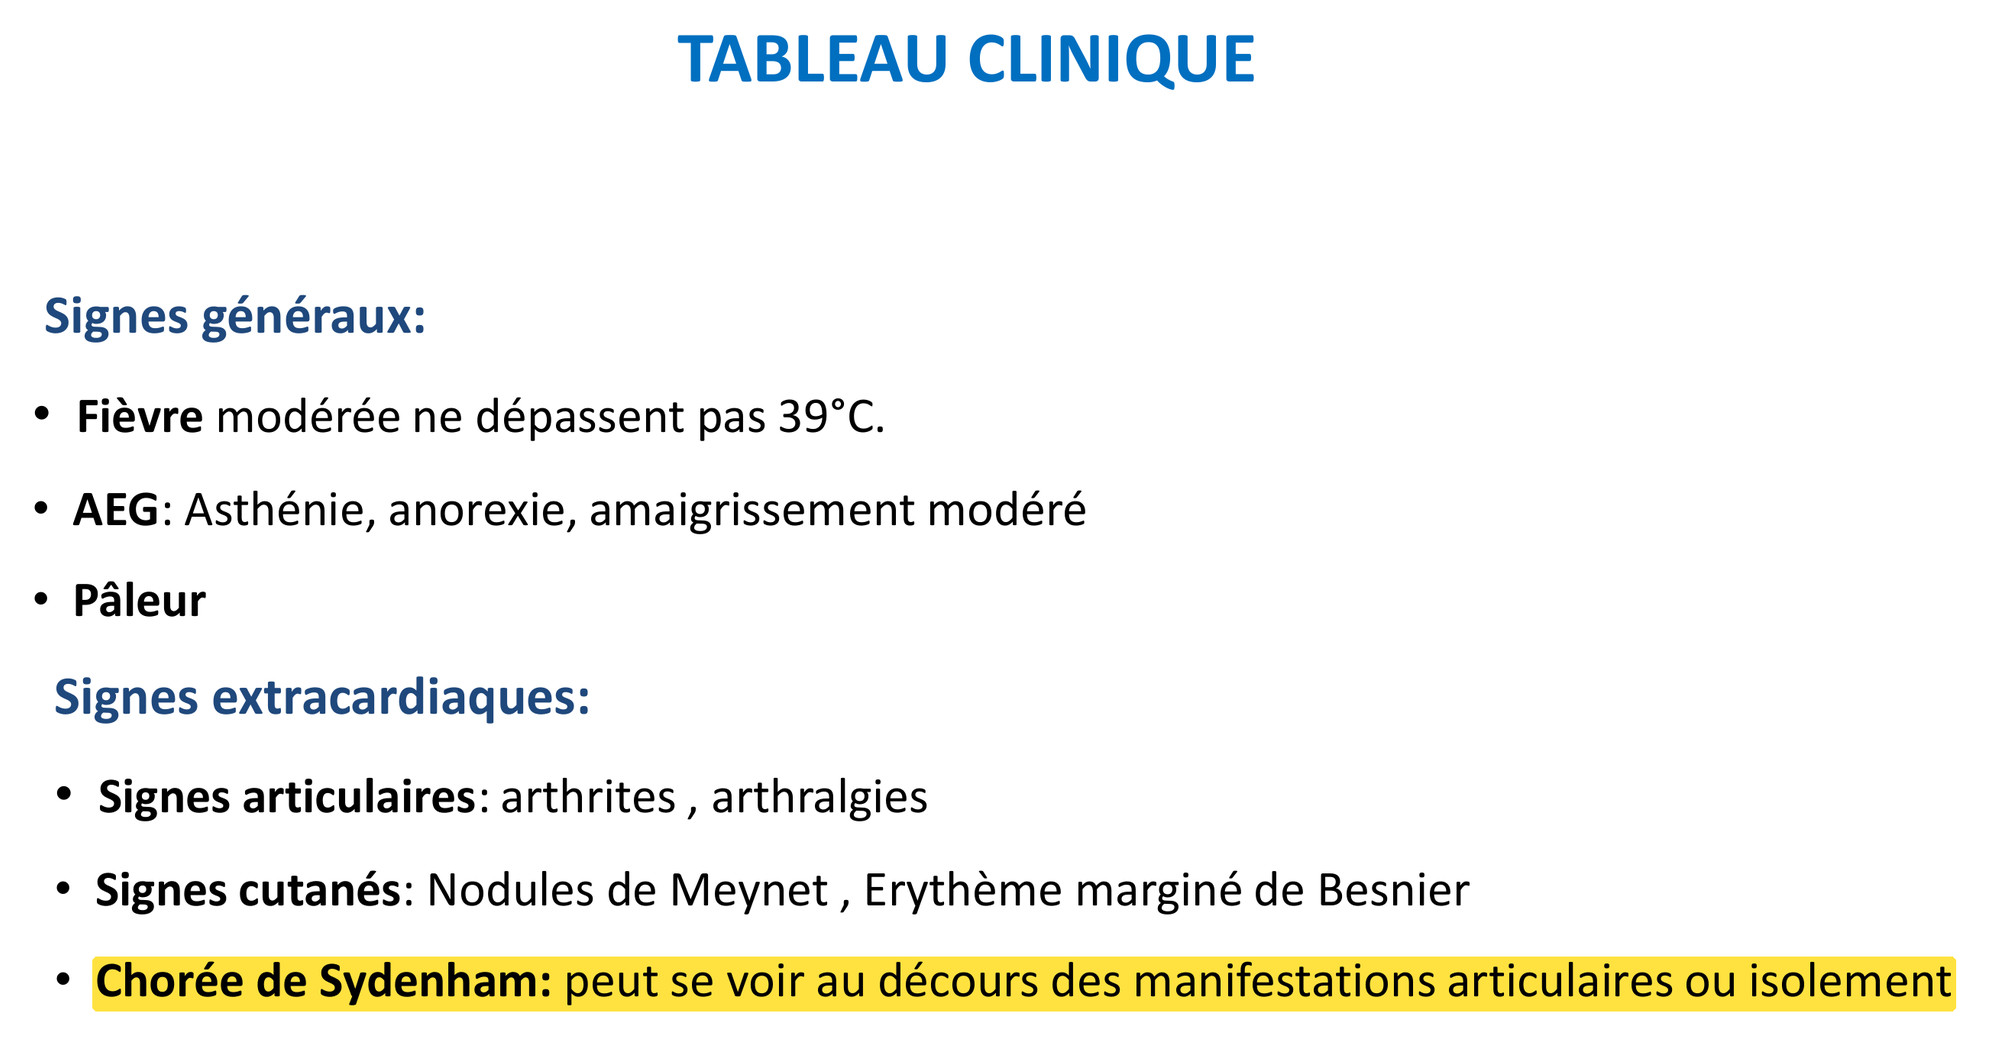 TABLEAU CLINIQUE
Signes généraux:
• Fièvre modérée ne dépassent pas 39°C.
• AEG: Asthénie, anorexie, amaigrissement modéré
• Pâleur
Signes extracardiaques:
• Signes articulaires: arthrites , arthralgies
• Signes cutanés: Nodules de Meynet , Erythème marginé de Besnier
• Chorée de Sydenham: peut se voir au décours des manifestations articulaires ou isolement